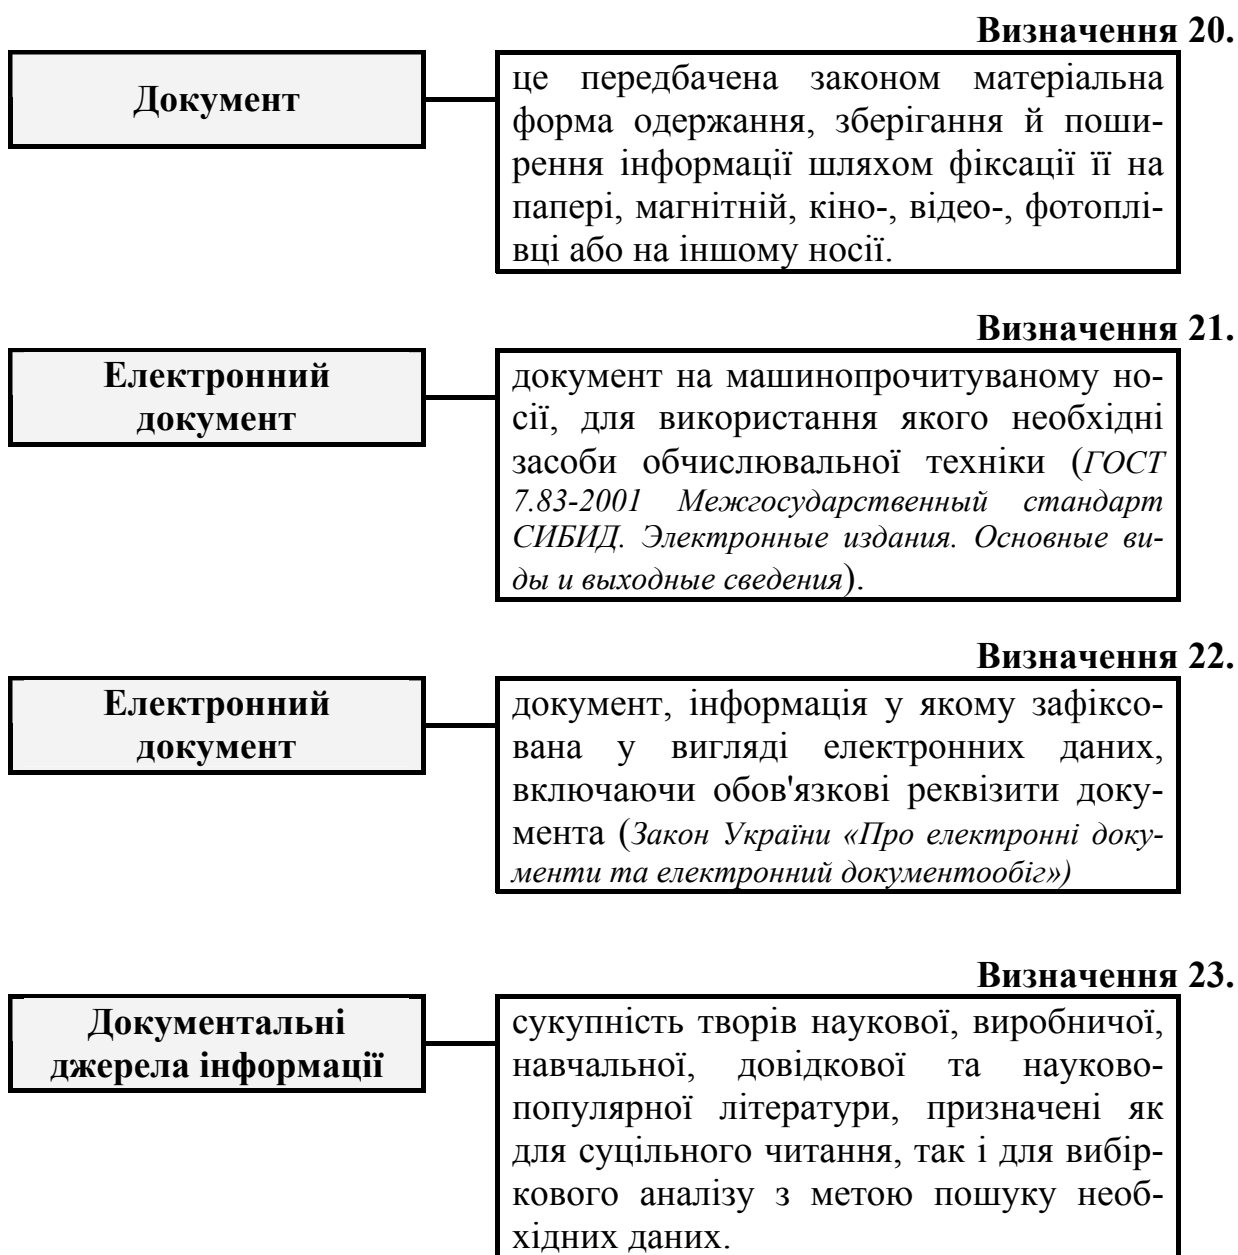 Визначення 20.
Документ
це передбачена законом матеріальна
форма одержання, зберігання й поши-
рення інформації шляхом фіксації її на
папері, магнітній, кіно-, відео-, фотоплі-
вці або на іншому носії.
Визначення 21.
Електронний
документ
документ на машинопрочитуваному но-
сії, для використання якого необхідні
засоби обчислювальної техніки (ГОСТ
7.83-2001 Межгосударственный стандарт
СИБИД. Электронные издания. Основные ви-
ды и выходные сведения).
Визначення 22.
Електронний
документ
документ, інформація у якому зафіксо-
вана у вигляді електронних даних,
включаючи обов'язкові реквізити доку-
мента (Закон України «Про електронні доку-
менти та електронний документообіг»)
Визначення 23.
Документальні
джерела інформації
сукупність творів наукової, виробничої,
навчальної, довідкової та науково-
популярної літератури, призначені як
для суцільного читання, так і для вибір-
кового аналізу з метою пошуку необ-
хідних даних.